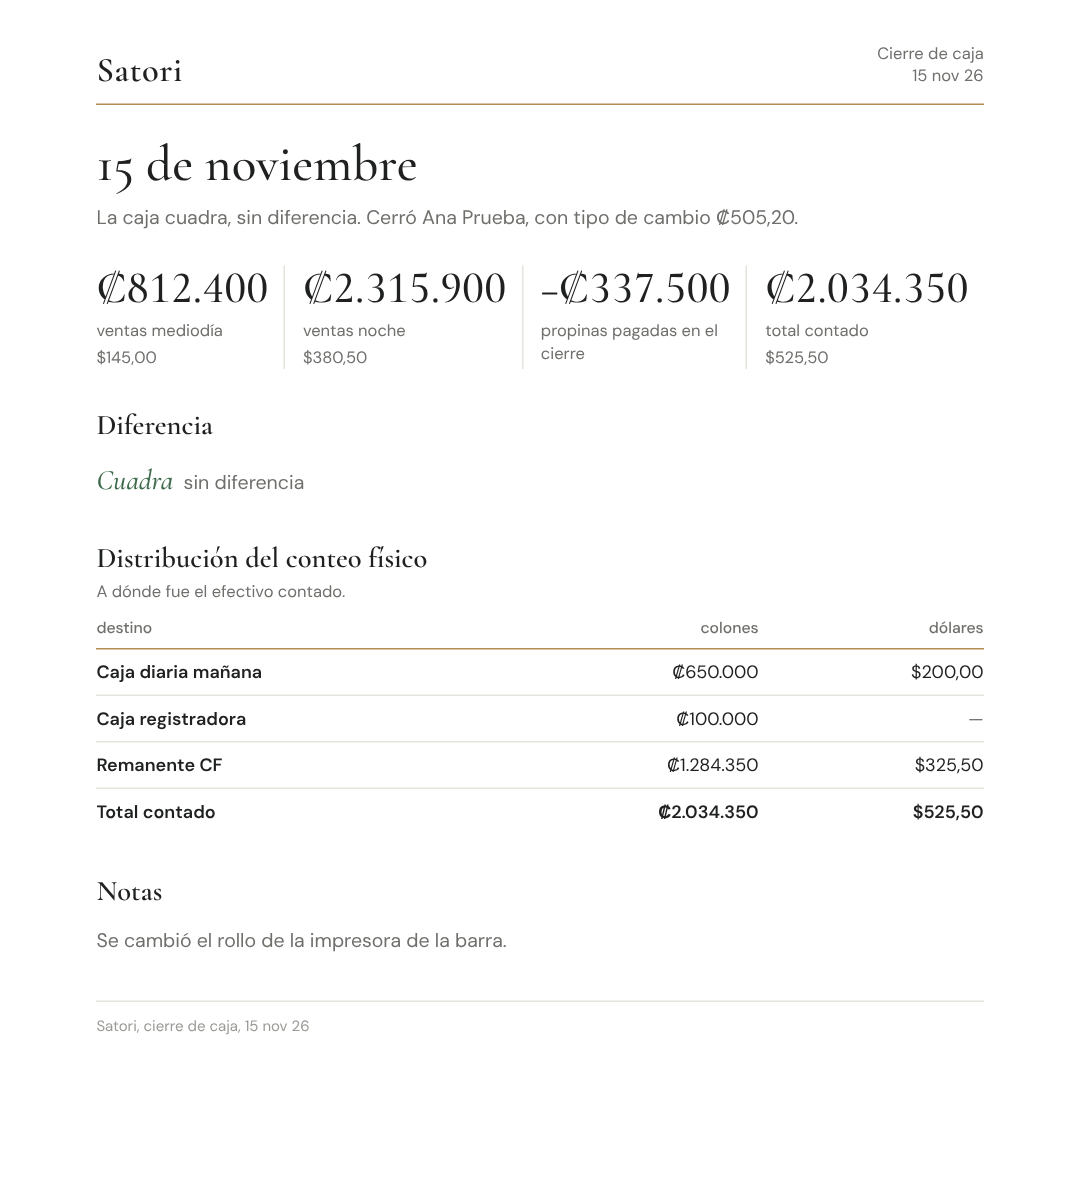 Satori
Cierre de caja
15 nov 26
15 de noviembre
La caja cuadra, sin diferencia. Cerró Ana Prueba, con tipo de cambio ₡505,20.
₡812.400
ventas mediodía
$145,00
₡2.315.900
ventas noche
$380,50
–₡337.500
propinas pagadas en el
cierre
₡2.034.350
total contado
$525,50
Diferencia
Cuadra sin diferencia
Distribución del conteo físico
A dónde fue el efectivo contado.
destino colones dólares
Caja diaria mañana ₡650.000 $200,00
Caja registradora ₡100.000 —
Remanente CF ₡1.284.350 $325,50
Total contado ₡2.034.350 $525,50
Notas
Se cambió el rollo de la impresora de la barra.
Satori, cierre de caja, 15 nov 26